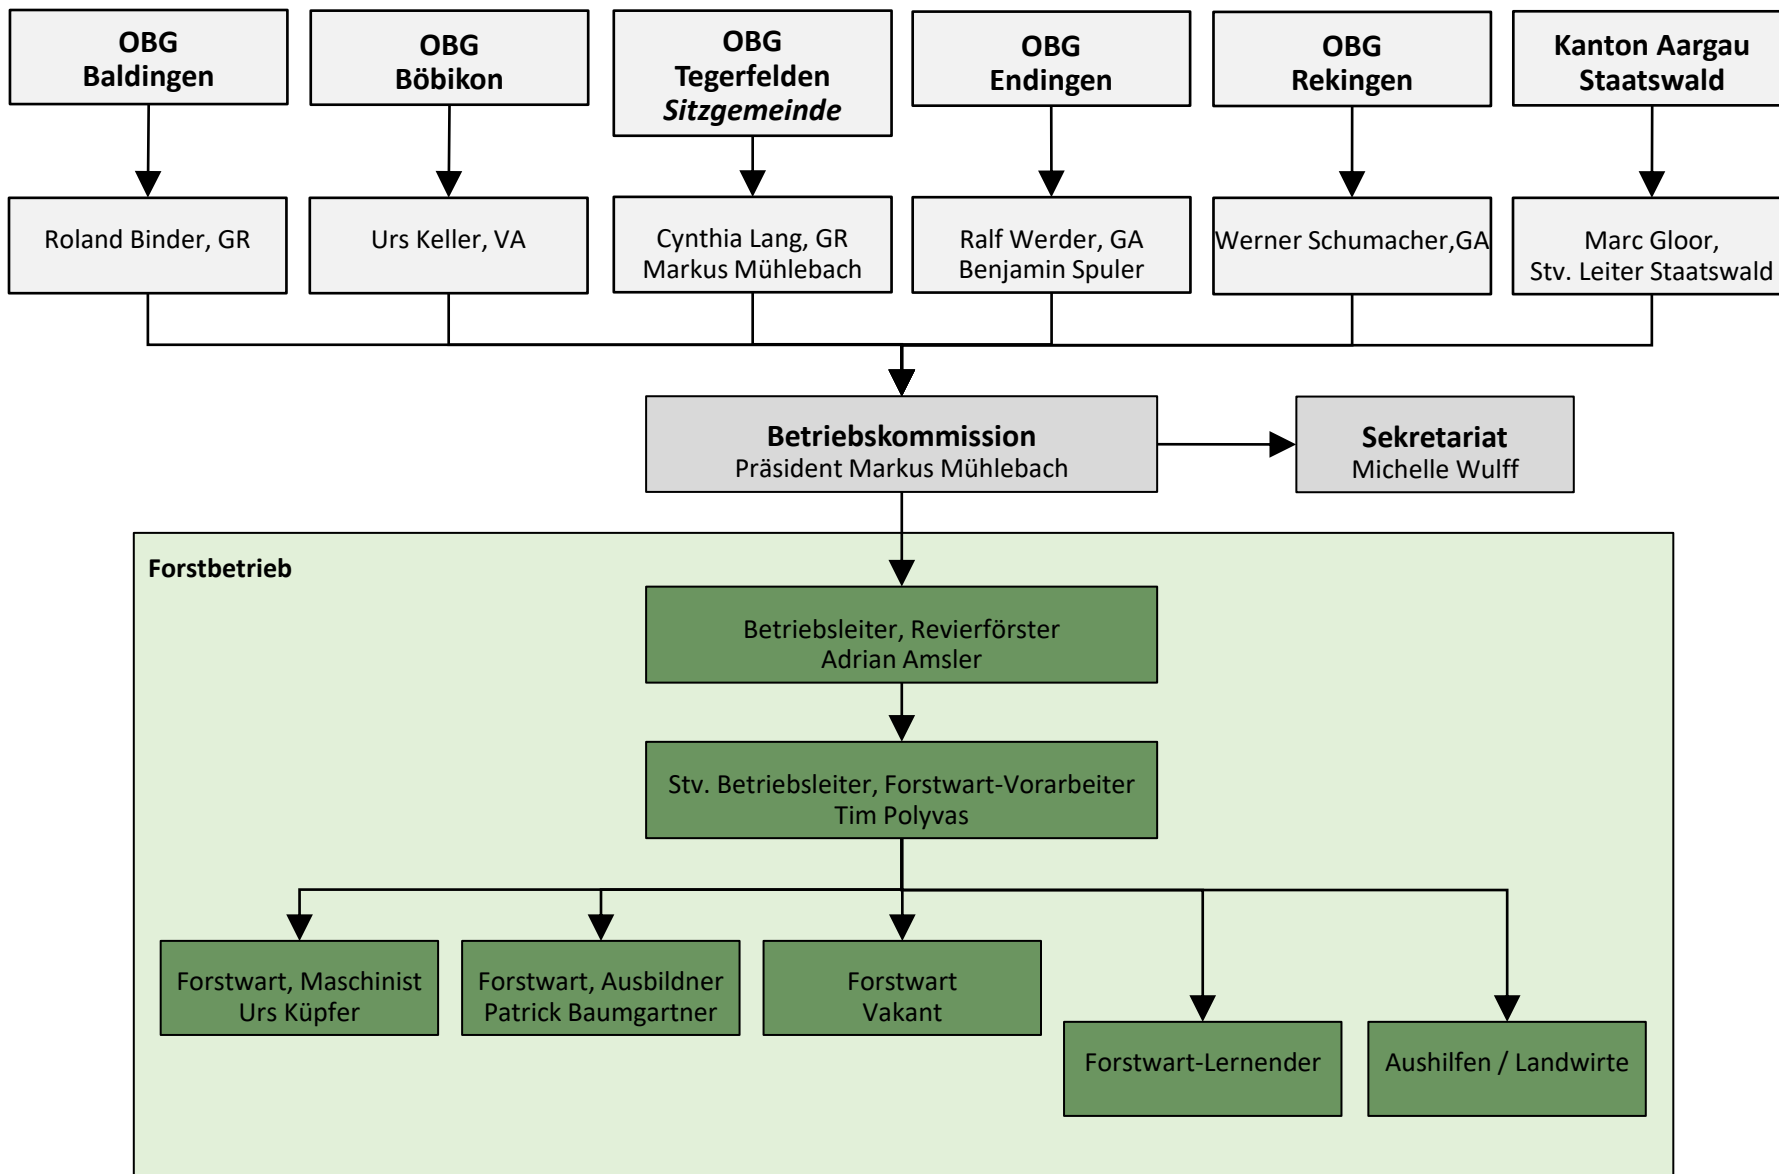 OBG
Baldingen
OBG
Böbikon
OBG
Tegerfelden
Sitzgemeinde
OBG
Endingen
OBG
Rekingen
Kanton Aargau
Staatswald
Roland Binder, GR
Urs Keller, VA
Cynthia Lang, GR
Markus Mühlebach
Ralf Werder, GA
Benjamin Spuler
Werner Schumacher,GA
Marc Gloor,
Stv. Leiter Staatswald
Betriebskommission
Präsident Markus Mühlebach
Sekretariat
Michelle Wulff
Forstbetrieb
Betriebsleiter, Revierförster
Adrian Amsler
Stv. Betriebsleiter, Forstwart-Vorarbeiter
Tim Polyvas
Forstwart, Maschinist
Urs Küpfer
Forstwart, Ausbildner
Patrick Baumgartner
Forstwart
Vakant
Forstwart-Lernender
Aushilfen / Landwirte